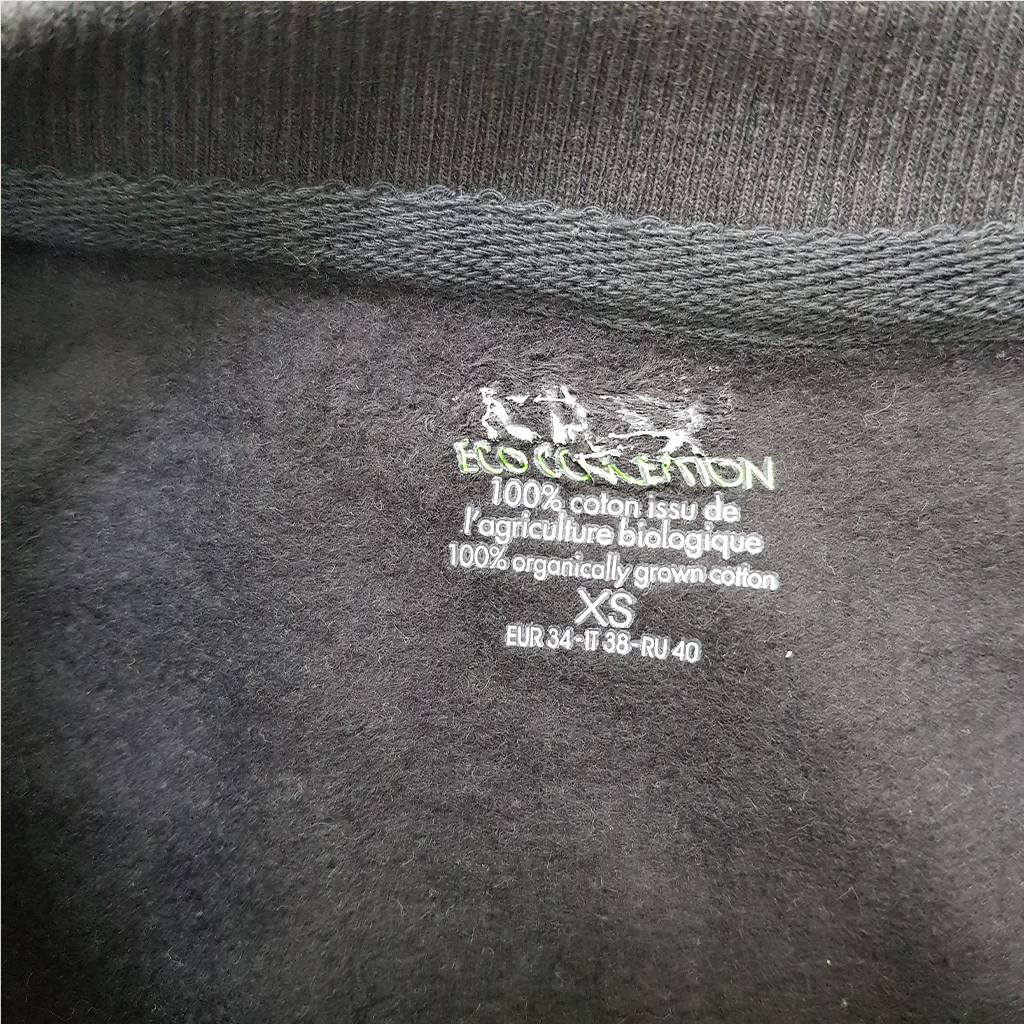 ECO CONCEPTION
100% coton issu de
l'agriculture biologique
100% organically grown cotton
XS
EUR 34-IT 38-RU 40